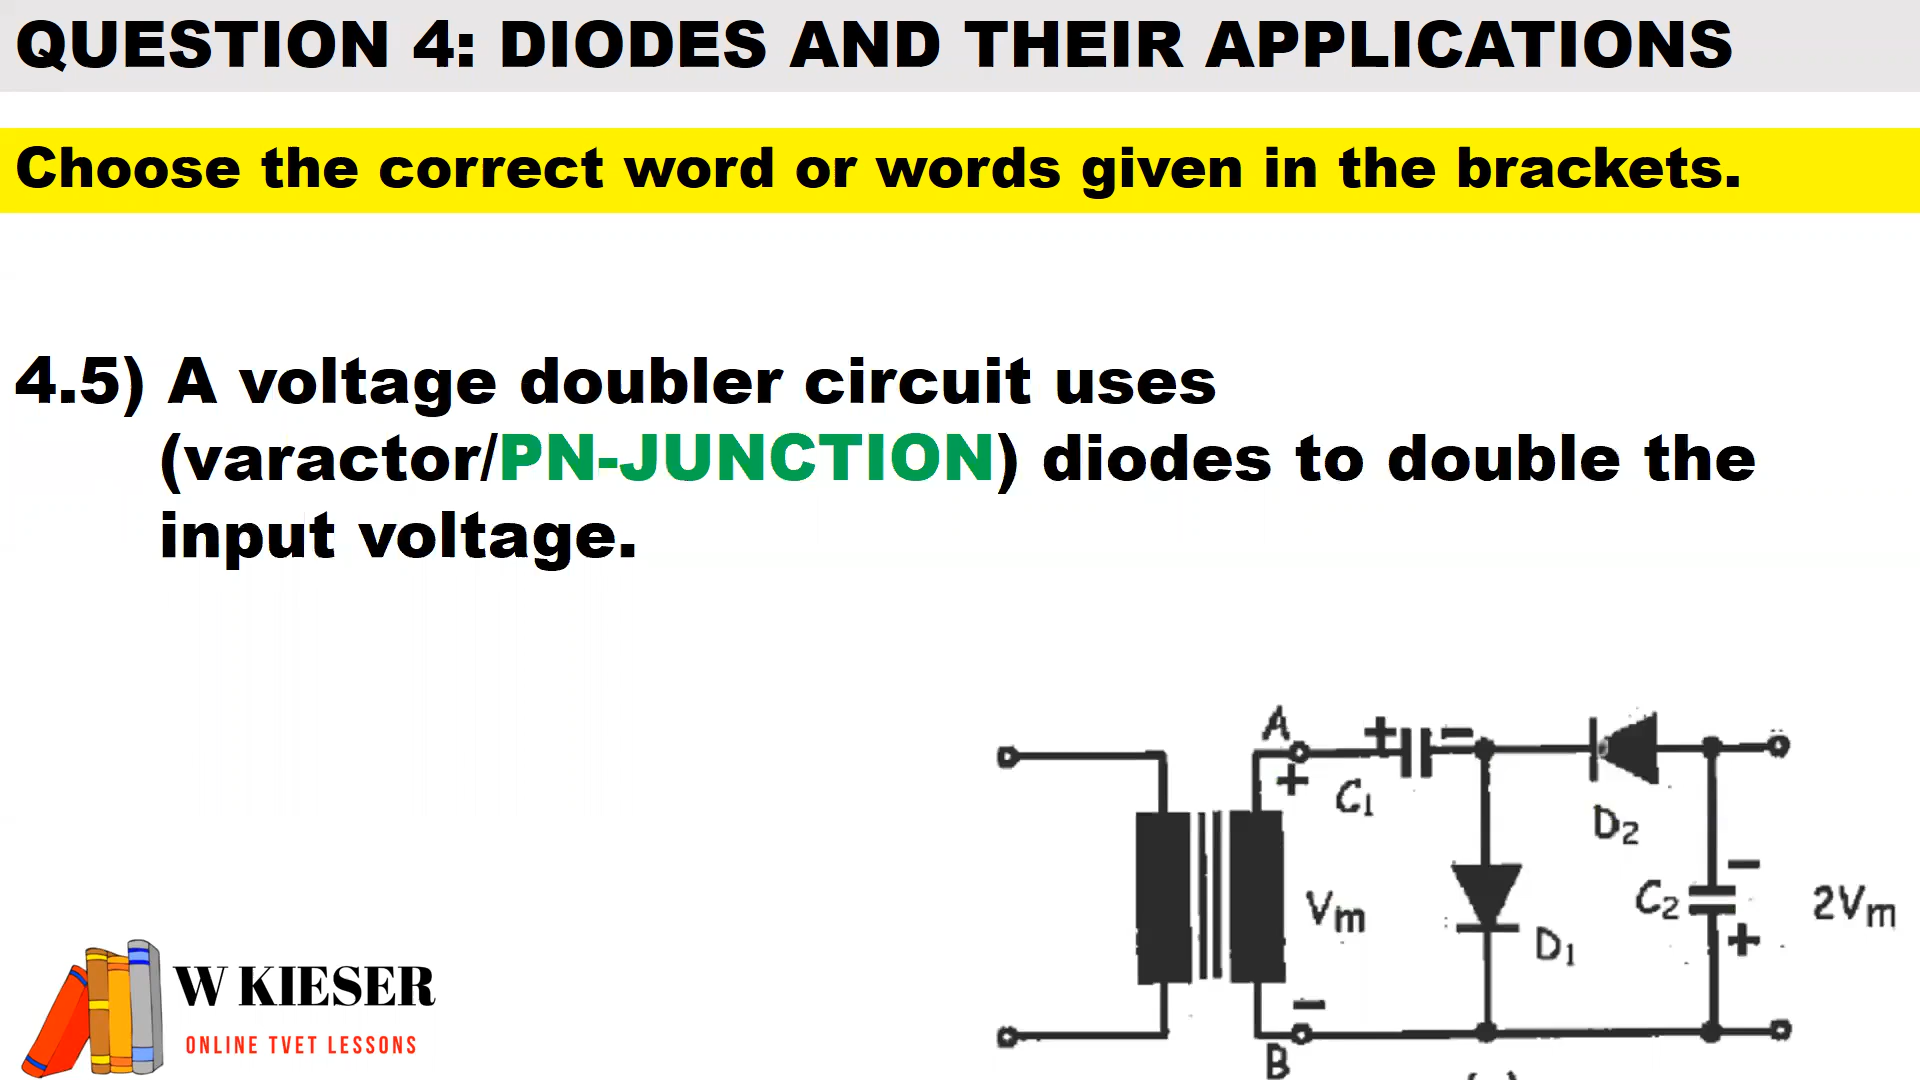 QUESTION 4: DIODES AND THEIR APPLICATIONS
Choose the correct word or words given in the brackets.
4.5) A voltage doubler circuit uses
(varactor/PN-JUNCTION) diodes to double the
input voltage.
A
+
+ −
C1
D2
Vm
D1
C2
−
+
2Vm
−
B
W KIESER
ONLINE TVET LESSONS